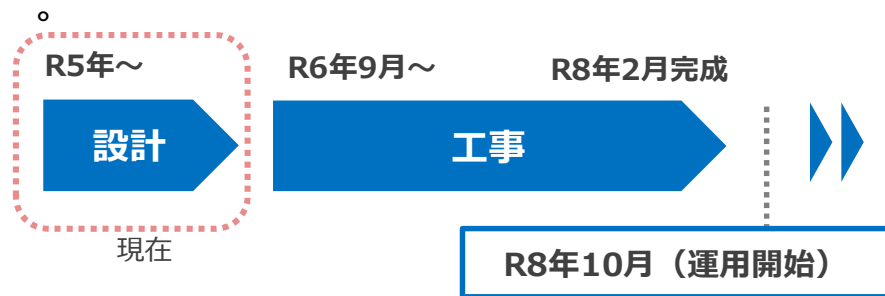 。
R5年～
R6年9月～
R8年2月完成
設計
工事
現在
R8年10月（運用開始）